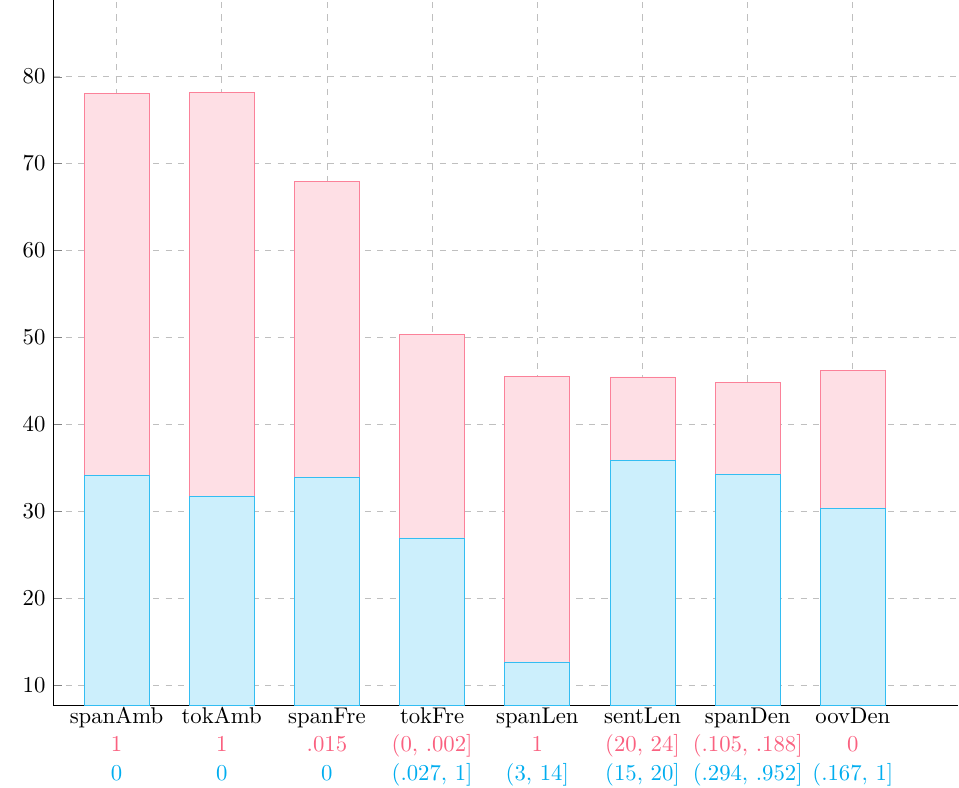 80
70
60
50
40
30
20
10
spanAmb tokAmb spanFre tokFre spanLen sentLen spanDen oovDen
1 1 .015 (0, .002] 1 (20, 24] (.105, .188] 0
0 0 0 (.027, 1] (3, 14] (15, 20] (.294, .952] (.167, 1]